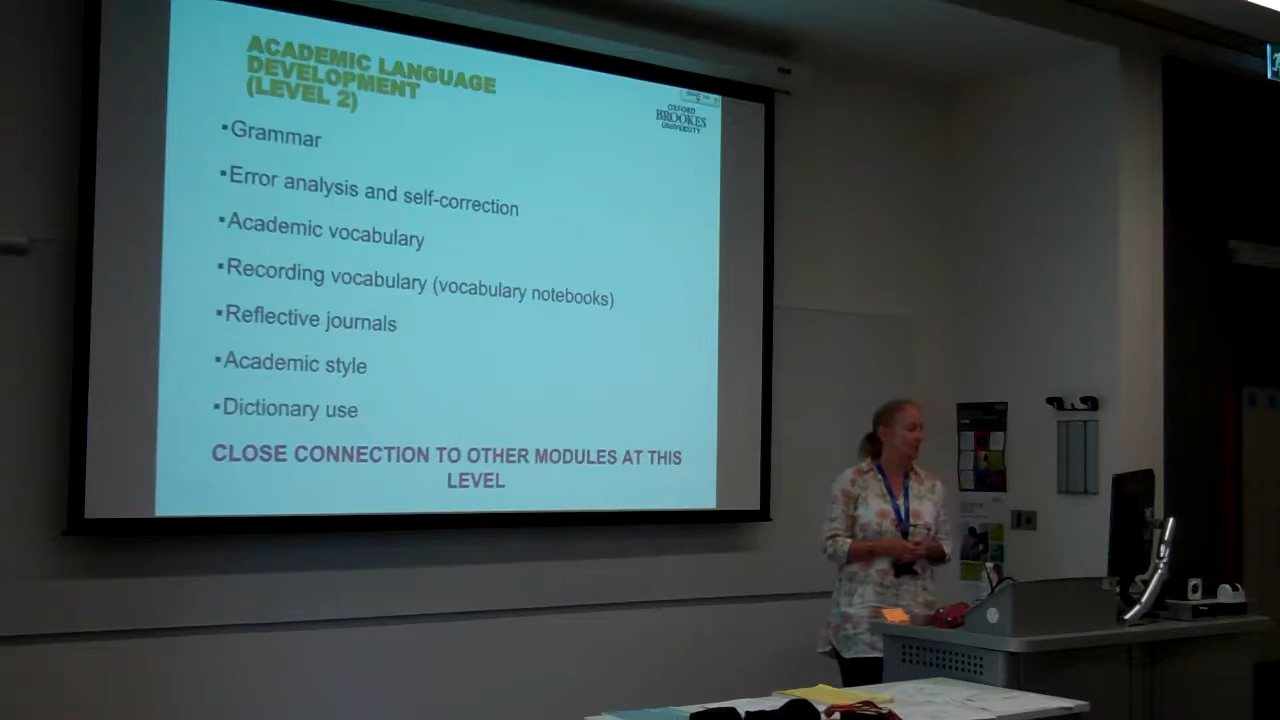 ACADEMIC LANGUAGE
DEVELOPMENT
(LEVEL 2)
OXFORD
BROOKES
UNIVERSITY
▪Grammar
▪Error analysis and self-correction
▪Academic vocabulary
▪Recording vocabulary (vocabulary notebooks)
▪Reflective journals
▪Academic style
▪Dictionary use
CLOSE CONNECTION TO OTHER MODULES AT THIS
LEVEL